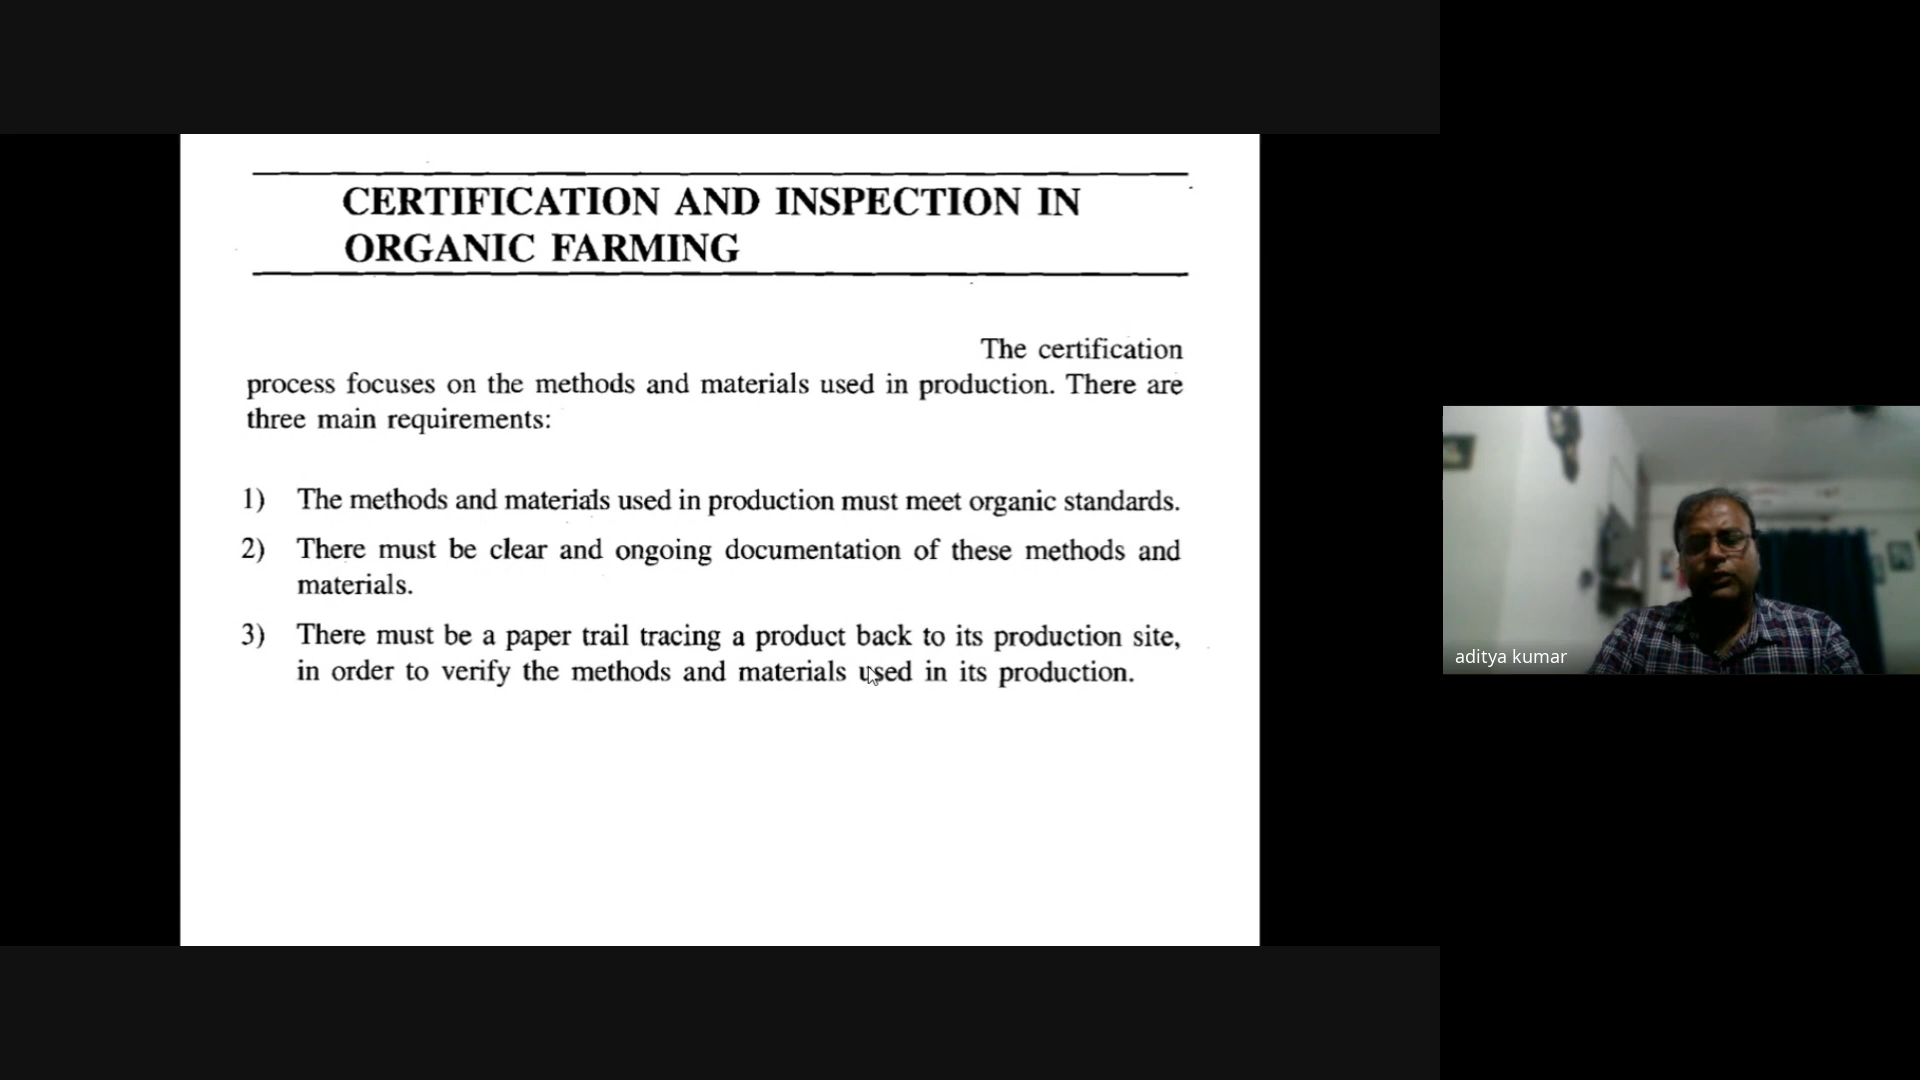 CERTIFICATION AND INSPECTION IN
ORGANIC FARMING
The certification
process focuses on the methods and materials used in production. There are
three main requirements:
1) The methods and materials used in production must meet organic standards.
2) There must be clear and ongoing documentation of these methods and
materials.
3) There must be a paper trail tracing a product back to its production site,
in order to verify the methods and materials used in its production.
aditya kumar